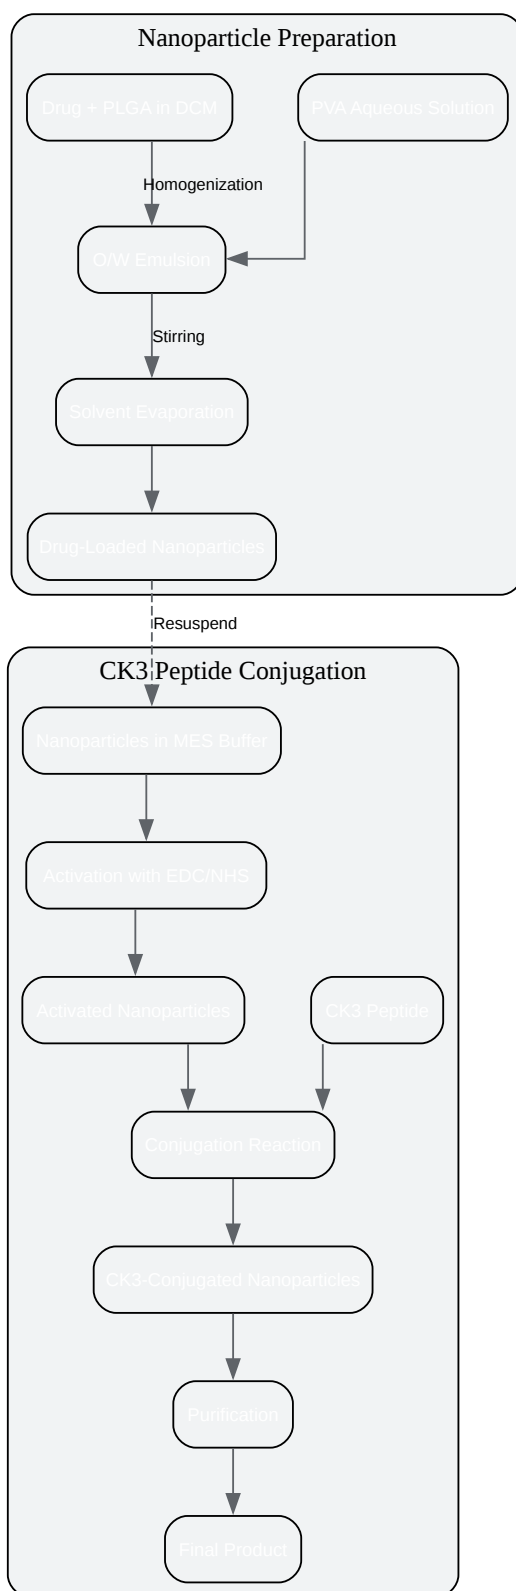 Nanoparticle Preparation
Drug + PLGA in DCM
PVA Aqueous Solution
Homogenization
O/W Emulsion
Stirring
Solvent Evaporation
Drug-Loaded Nanoparticles
Resuspend
CK3 Peptide Conjugation
Nanoparticles in MES Buffer
Activation with EDC/NHS
Activated Nanoparticles
CK3 Peptide
Conjugation Reaction
CK3-Conjugated Nanoparticles
Purification
Final Product